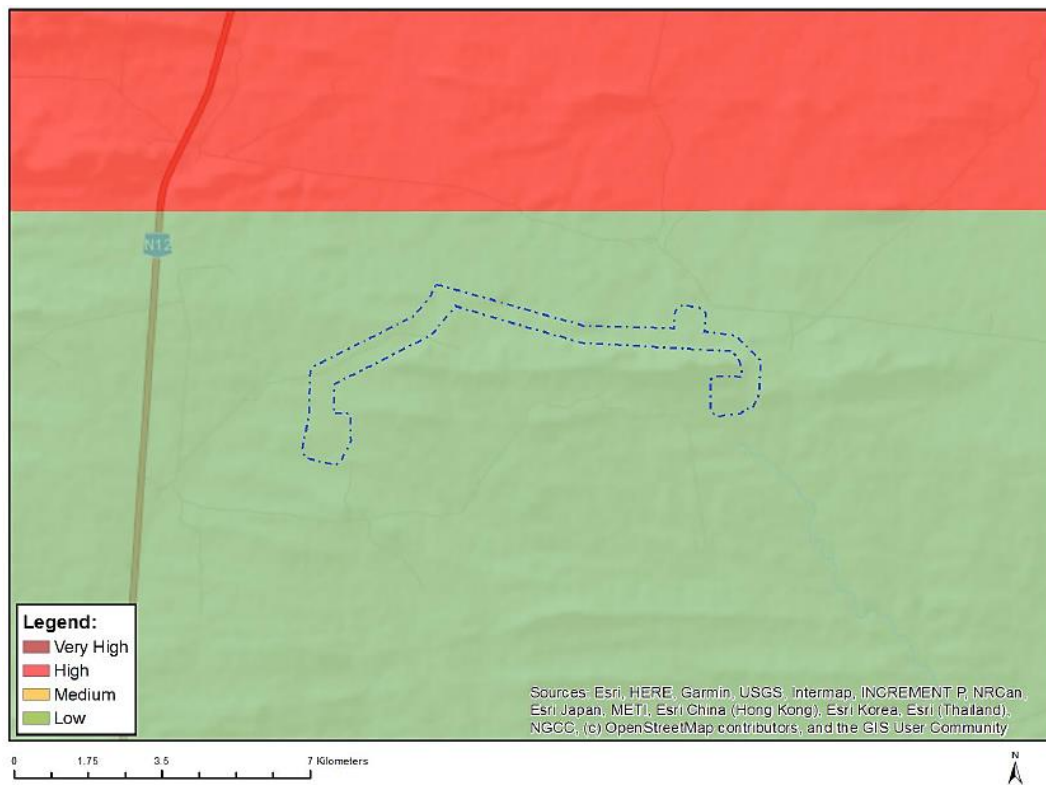 N12
Legend:
Very High
High
Medium
Low
Sources: Esri, HERE, Garmin, USGS, Intermap, INCREMENT P, NRCan,
Esri Japan, METI, Esri China (Hong Kong), Esri Korea, Esri (Thailand),
NGCC, (c) OpenStreetMap contributors, and the GIS User Community
0 1.75 3.5 7 Kilometers
N